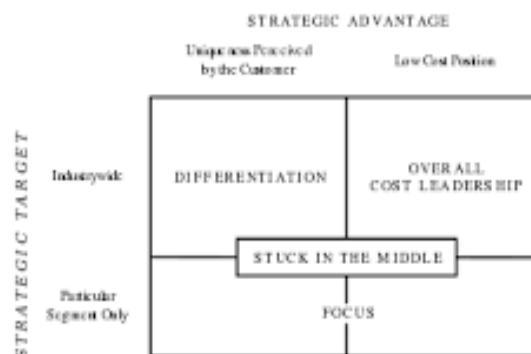 STRATEGIC ADVANTAGE
Uniqueness Perceived
by the Customer
Low Cost Position
STRATEGIC TARGET
Industrywide
DIFFERENTIATION
OVERALL
COST LEADERSHIP
STUCK IN THE MIDDLE
Particular
Segment Only
FOCUS